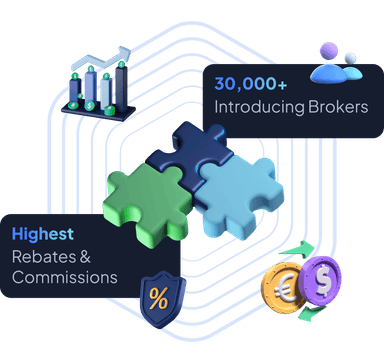 30,000+
Introducing Brokers
Highest
Rebates &
Commissions
%
€
$